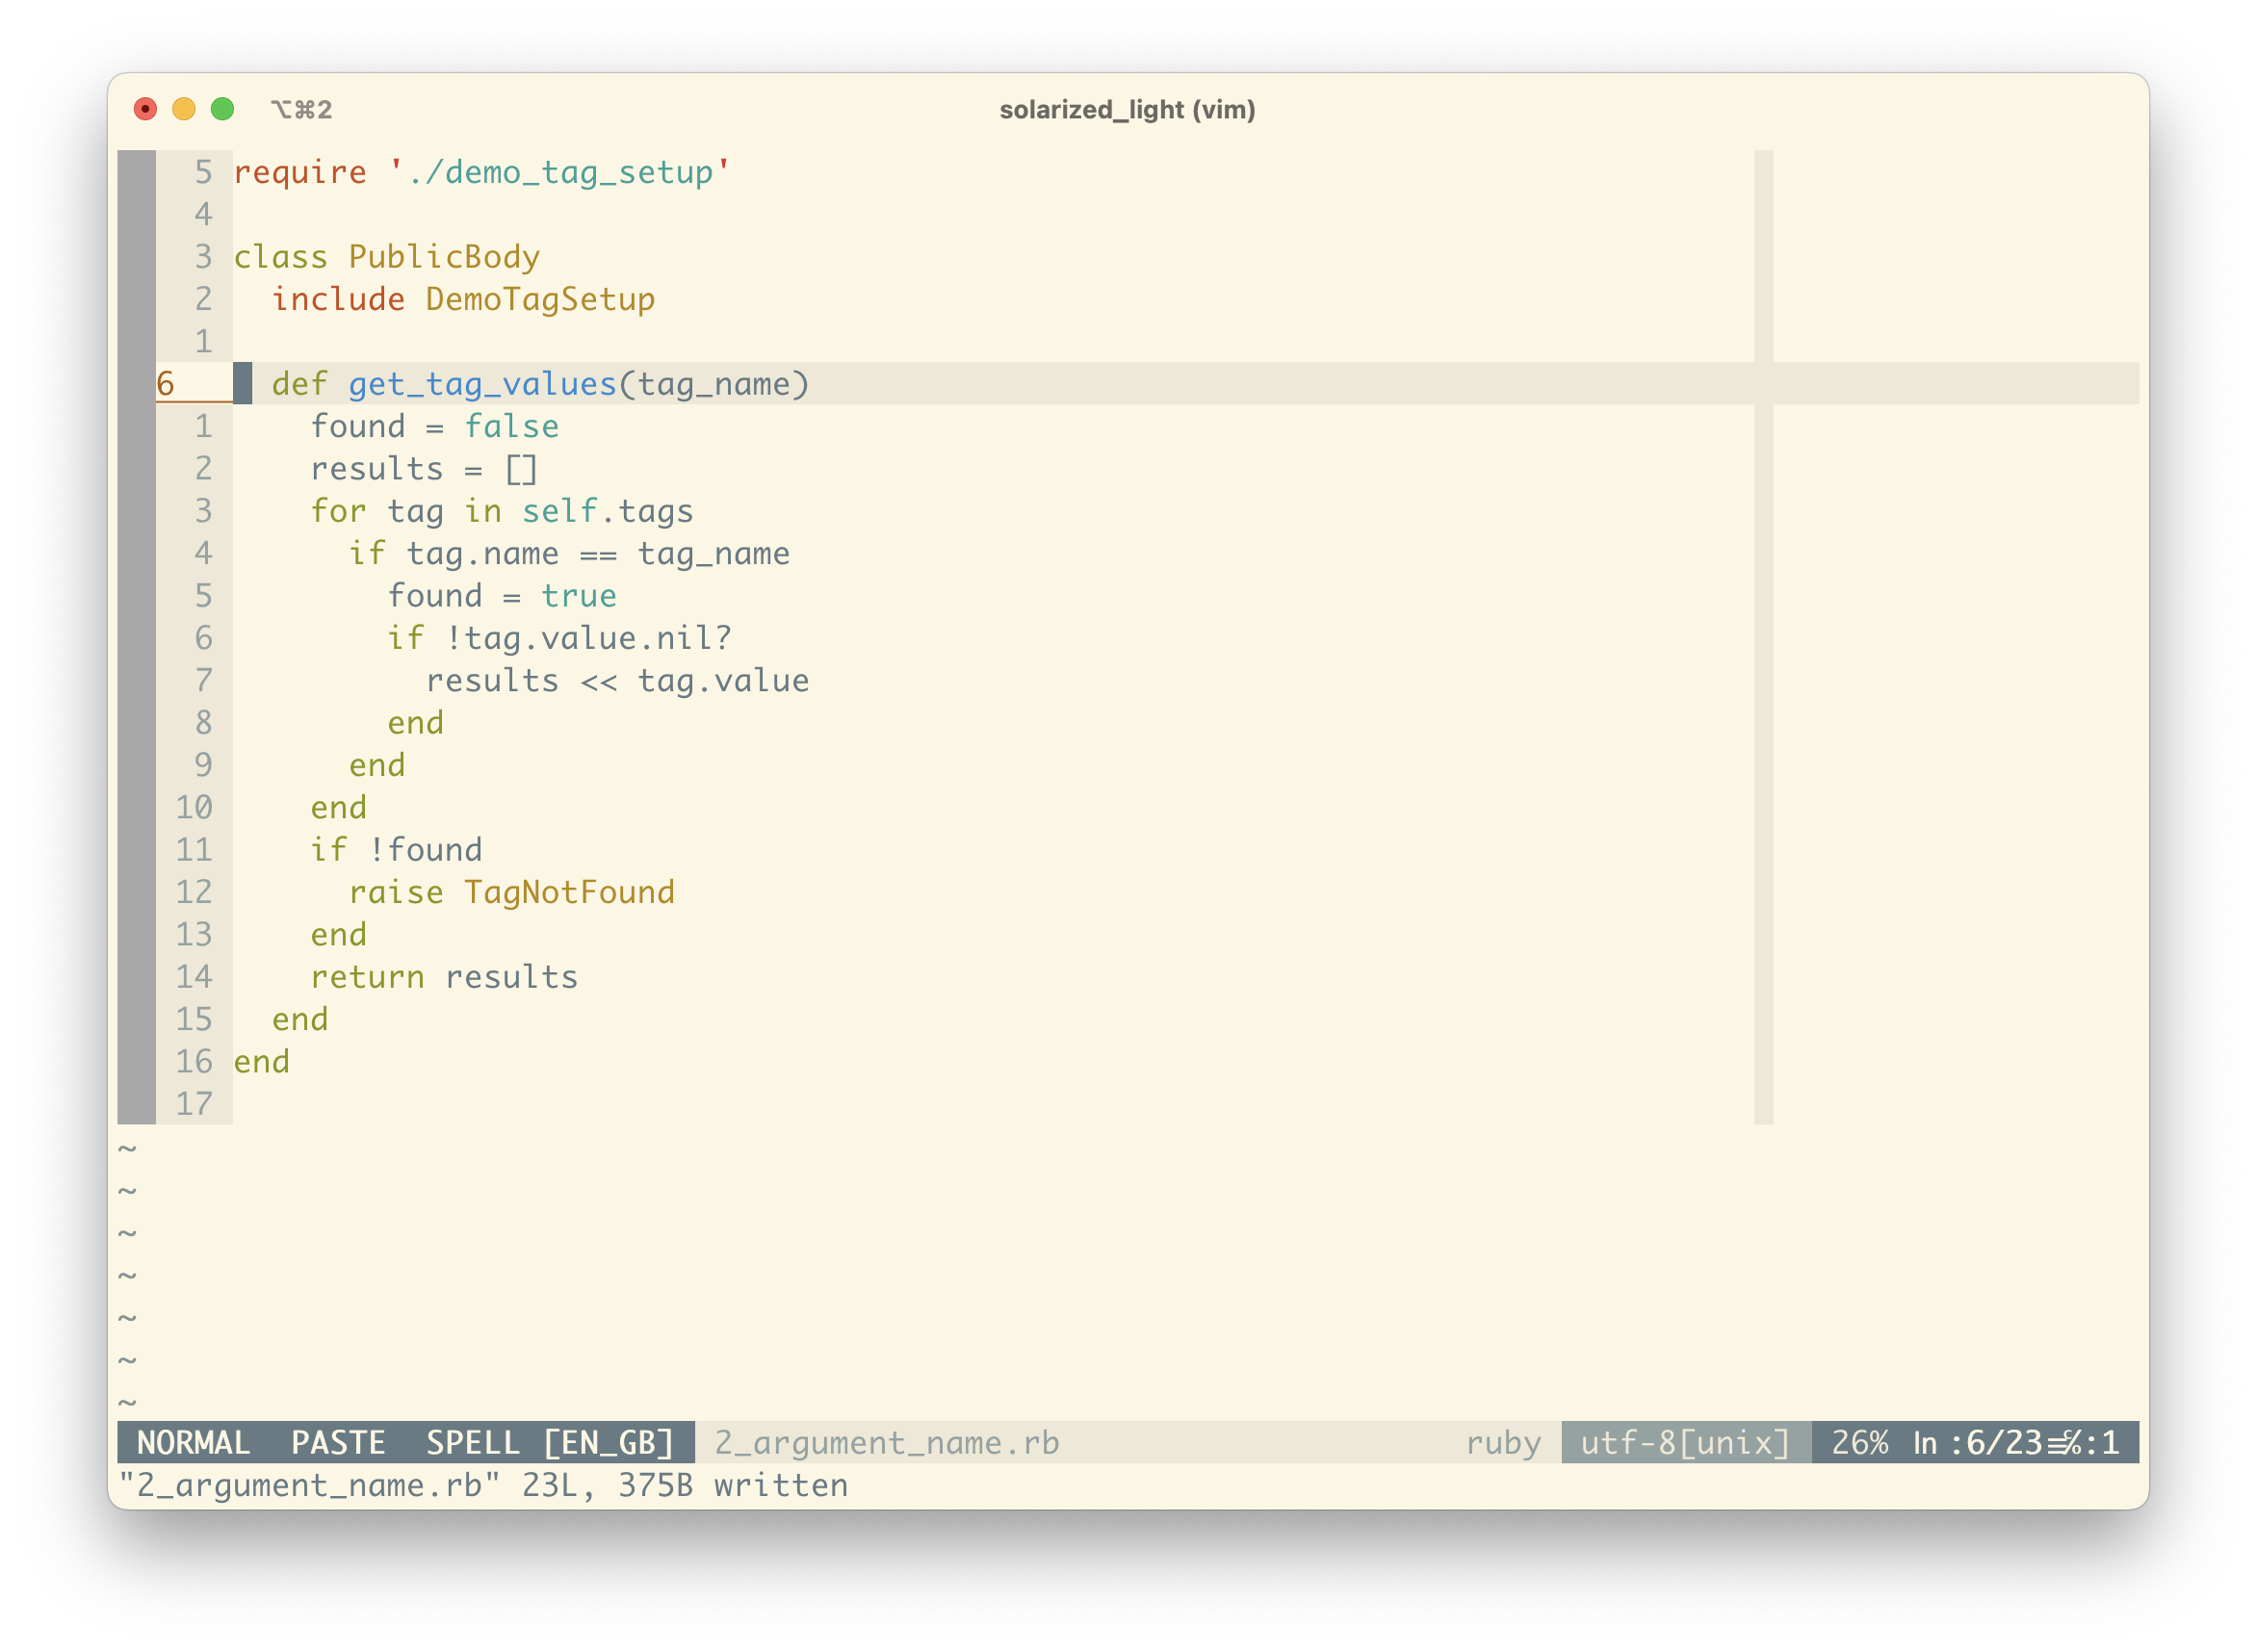 ⌥⌘2 solarized_light (vim)
5 require './demo_tag_setup'
4
3 class PublicBody
2   include DemoTagSetup
1
6   def get_tag_values(tag_name)
1     found = false
2     results = []
3     for tag in self.tags
4       if tag.name == tag_name
5         found = true
6         if !tag.value.nil?
7           results << tag.value
8         end
9       end
10     end
11     if !found
12       raise TagNotFound
13     end
14     return results
15   end
16 end
17
~
~
~
~
~
~
~
NORMAL  PASTE  SPELL [EN_GB]  2_argument_name.rb  ruby  utf-8[unix]  26% ln :6/23≡℅:1
"2_argument_name.rb" 23L, 375B written